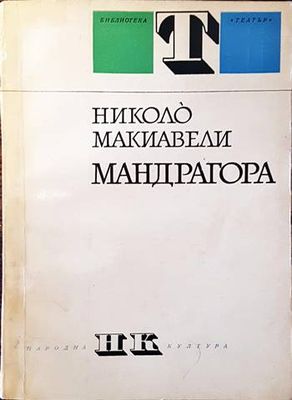 БИБЛИОТЕКА Т «ТЕАТЪР»
НИКОЛО̀
МАКИАВЕЛИ
МАНДРАГОРА
НАРОДНА НК КУЛТУРА